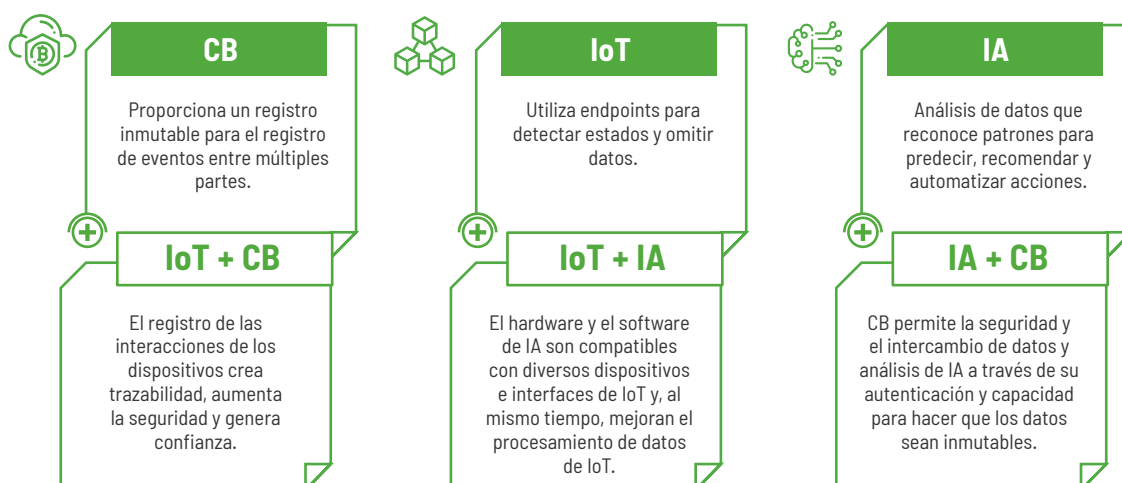 CB
Proporciona un registro
inmutable para el registro
de eventos entre múltiples
partes.
IoT + CB
El registro de las
interacciones de los
dispositivos crea
trazabilidad, aumenta
la seguridad y genera
confianza.
IoT
Utiliza endpoints para
detectar estados y omitir
datos.
IoT + IA
El hardware y el software
de IA son compatibles
con diversos dispositivos
e interfaces de IoT y, al
mismo tiempo, mejoran el
procesamiento de datos
de IoT.
IA
Análisis de datos que
reconoce patrones para
predecir, recomendar y
automatizar acciones.
IA + CB
CB permite la seguridad y
el intercambio de datos y
análisis de IA a través de su
autenticación y capacidad
para hacer que los datos
sean inmutables.